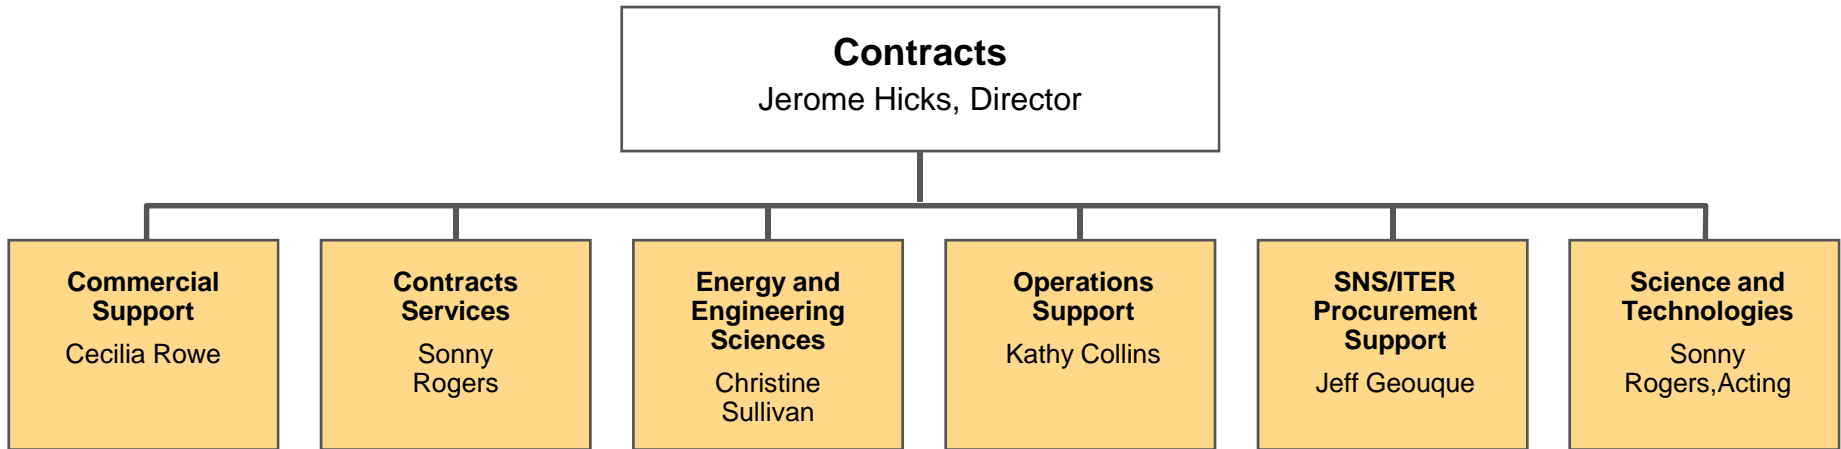 Contracts
Jerome Hicks, Director
Commercial
Support
Cecilia Rowe
Contracts
Services
Sonny
Rogers
Energy and
Engineering
Sciences
Christine
Sullivan
Operations
Support
Kathy Collins
SNS/ITER
Procurement
Support
Jeff Geouque
Science and
Technologies
Sonny
Rogers,Acting